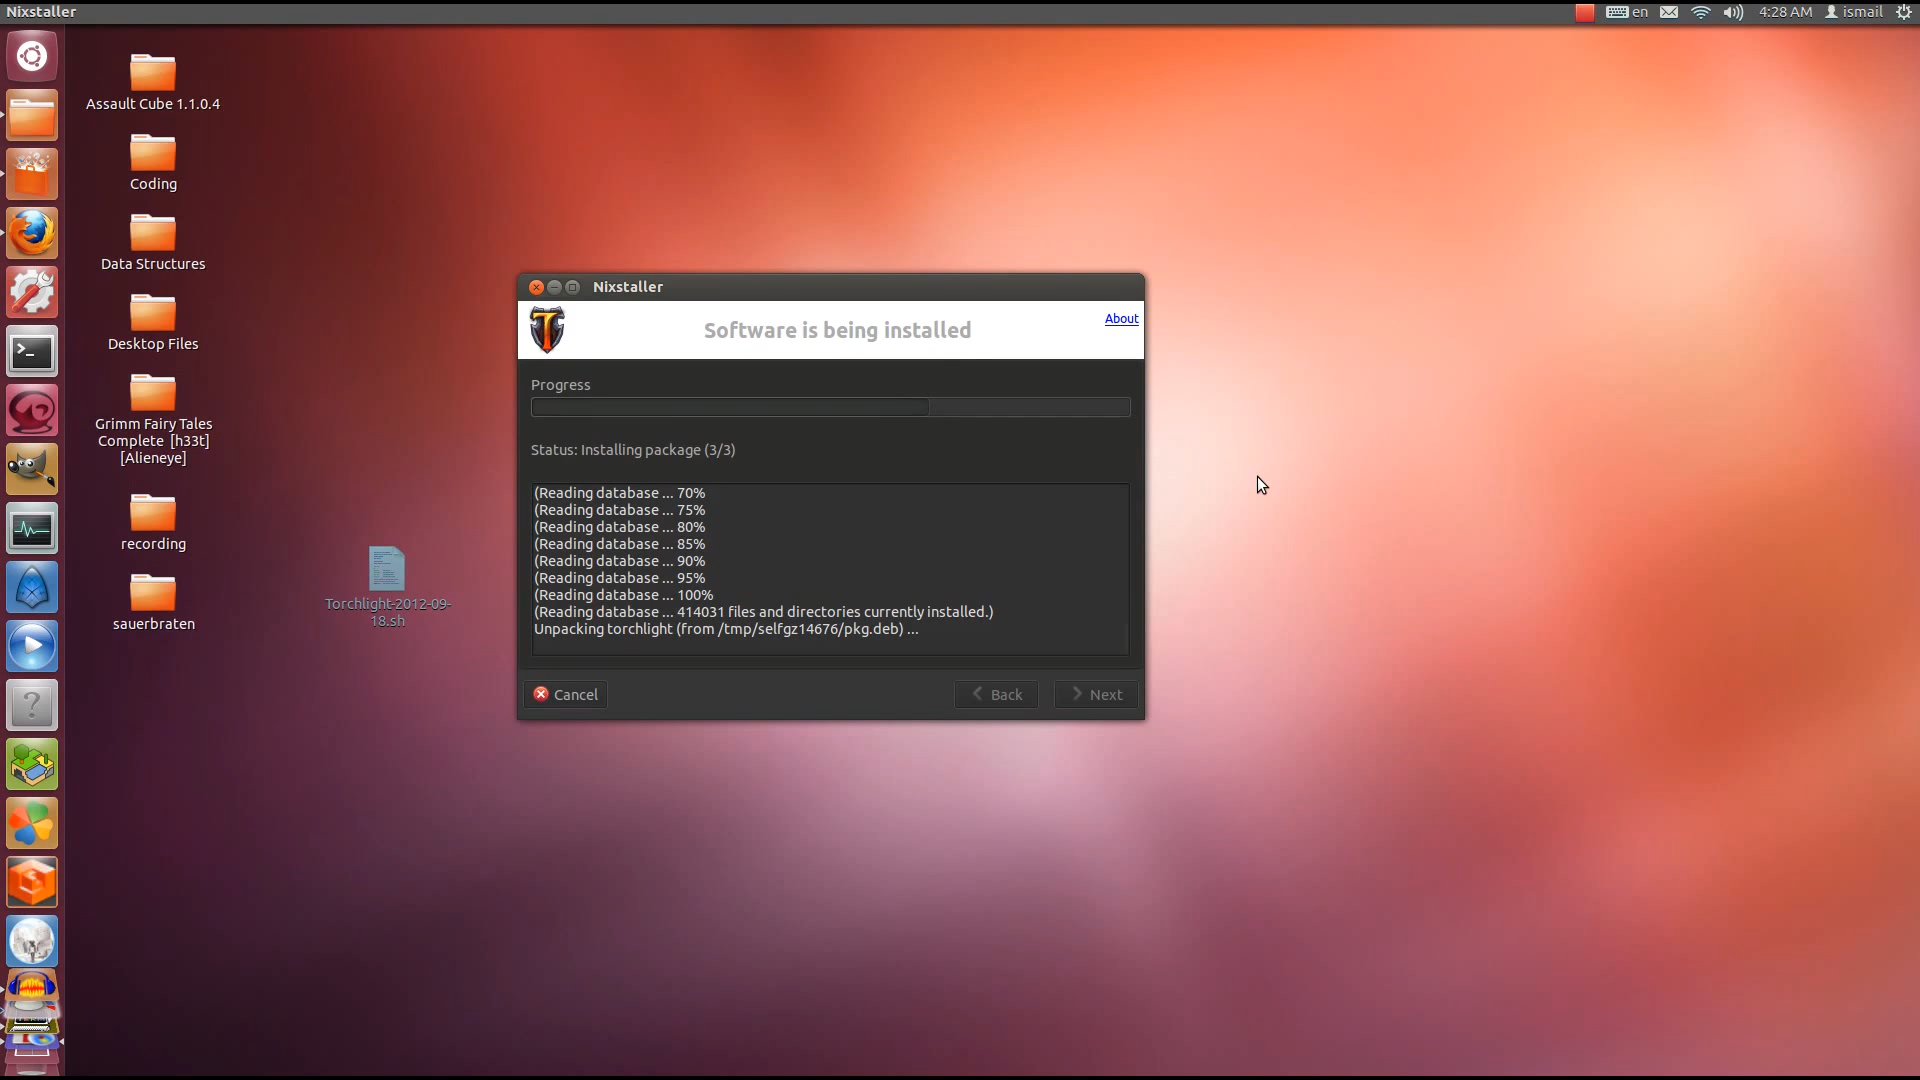 Nixstaller
en
4:28 AM
ismail
Assault Cube 1.1.0.4
Coding
Data Structures
Desktop Files
Grimm Fairy Tales
Complete [h33t]
[Alieneye]
recording
sauerbraten
Torchlight-2012-09-
18.sh
Nixstaller
Software is being installed
About
Progress
Status: Installing package (3/3)
(Reading database ... 70%
(Reading database ... 75%
(Reading database ... 80%
(Reading database ... 85%
(Reading database ... 90%
(Reading database ... 95%
(Reading database ... 100%
(Reading database ... 414031 files and directories currently installed.)
Unpacking torchlight (from /tmp/selfgz14676/pkg.deb) ...
Cancel
Back
Next